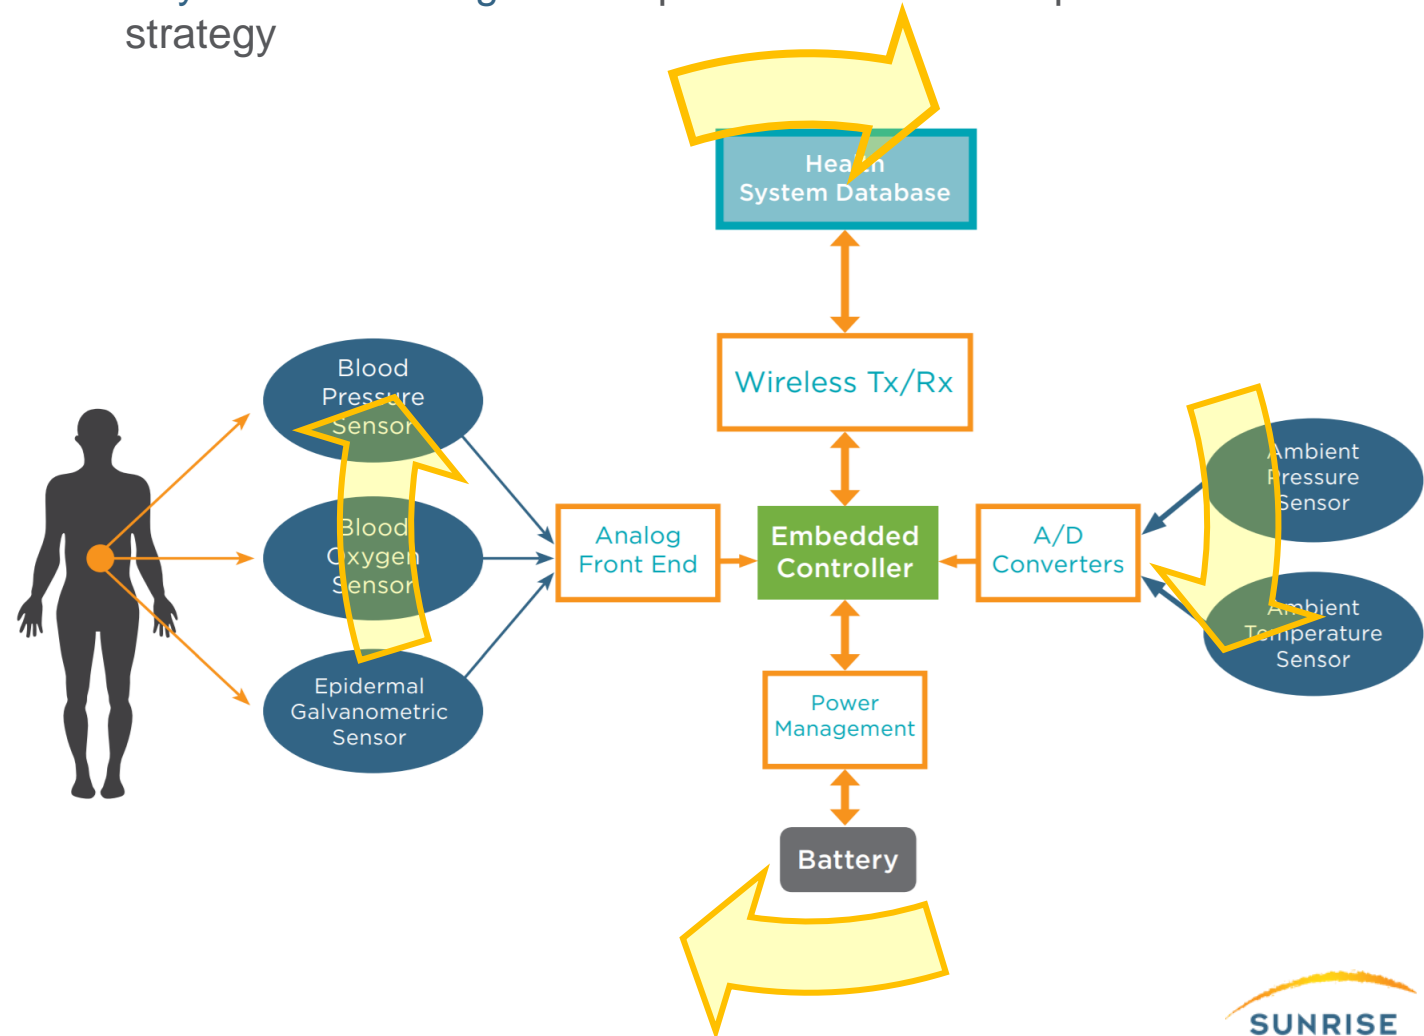 strategy
Health
System Database
Wireless Tx/Rx
Blood
Pressure
Sensor
Blood
Oxygen
Sensor
Epidermal
Galvanometric
Sensor
Analog
Front End
Embedded
Controller
A/D
Converters
Ambient
Pressure
Sensor
Ambient
Temperature
Sensor
Power
Management
Battery
SUNRISE